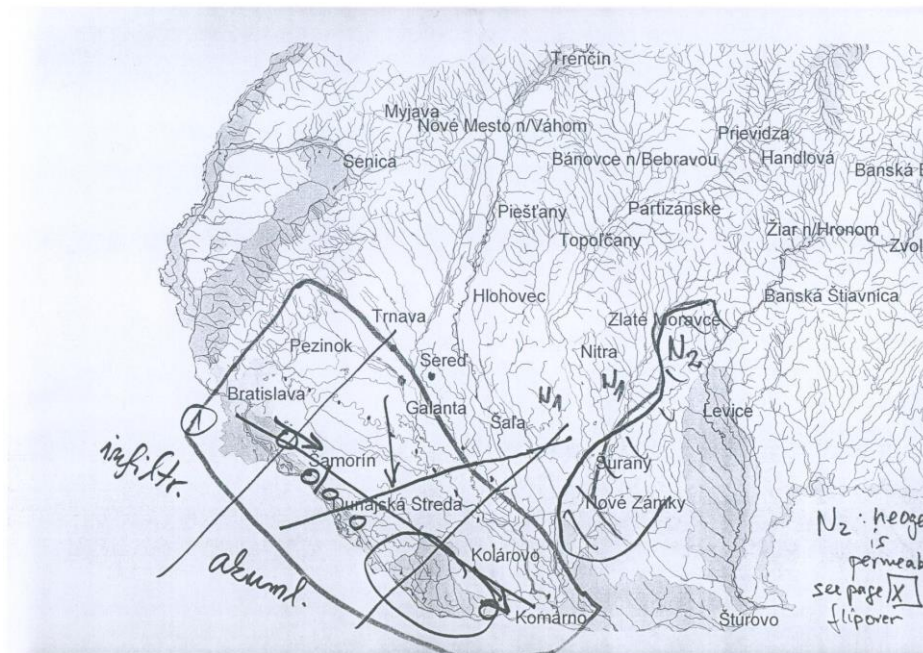 Trenčín
Myjava
Nové Mesto n/Váhom
Prievidza
Senica
Bánovce n/Bebravou
Handlová
Banská B
Piešťany
Partizánske
Topoľčany
Žiar n/Hronom
Zvol
Hlohovec
Banská Štiavnica
Trnava
Zlaté Moravce
Pezinok
Sereď
Nitra
N2
Bratislava
Galanta
N1
N1
Levice
1
Šaľa
infiltr.
Šamorín
Šurany
Dunajská Streda
Nové Zámky
akuml.
Kolárovo
Komárno
Štúrovo
N2: neog
is
permeab
see page X
flipover